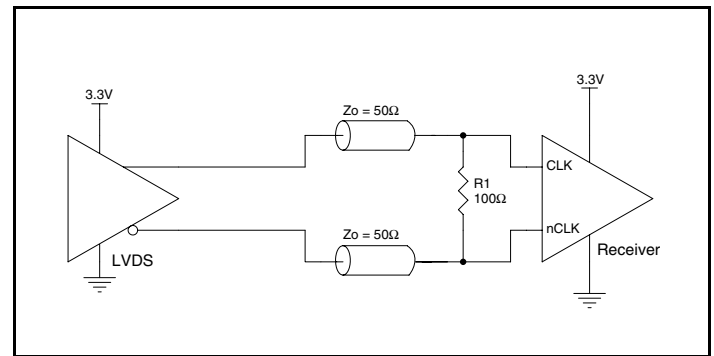 3.3V
3.3V
Zo = 50Ω
CLK
R1
100Ω
nCLK
Zo = 50Ω
Receiver
LVDS